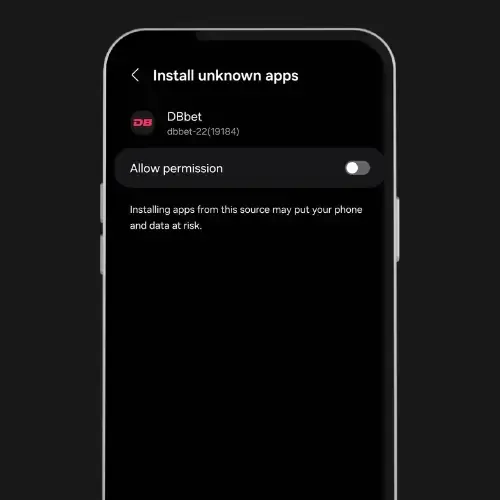 Install unknown apps
DB
DBbet
dbbet-22(19184)
Allow permission
Installing apps from this source may put your phone
and data at risk.